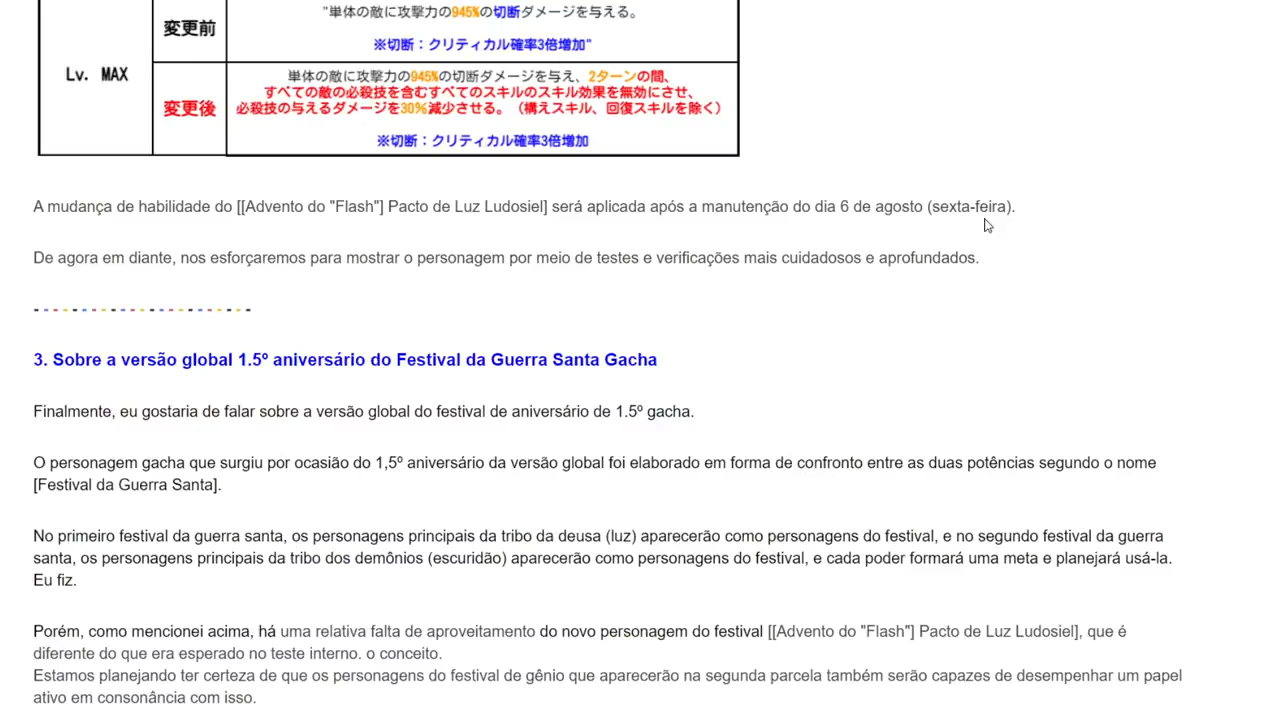 "単体の敵に攻撃力の945%の切断ダメージを与える。
変更前
※切断：クリティカル確率3倍増加"
Lv. MAX
単体の敵に攻撃力の945%の切断ダメージを与え、2ターンの間、
すべての敵の必殺技を含むすべてのスキルのスキル効果を無効にさせ、
変更後
必殺技の与えるダメージを30%減少させる。（構えスキル、回復スキルを除く）
※切断：クリティカル確率3倍増加
A mudança de habilidade do [[Advento do "Flash"] Pacto de Luz Ludosiel] será aplicada após a manutenção do dia 6 de agosto (sexta-feira).
De agora em diante, nos esforçaremos para mostrar o personagem por meio de testes e verificações mais cuidadosos e aprofundados.
- - - - - - - - - - - - - - - - - - - - - - -
3. Sobre a versão global 1.5º aniversário do Festival da Guerra Santa Gacha
Finalmente, eu gostaria de falar sobre a versão global do festival de aniversário de 1.5º gacha.
O personagem gacha que surgiu por ocasião do 1,5º aniversário da versão global foi elaborado em forma de confronto entre as duas potências segundo o nome
[Festival da Guerra Santa].
No primeiro festival da guerra santa, os personagens principais da tribo da deusa (luz) aparecerão como personagens do festival, e no segundo festival da guerra
santa, os personagens principais da tribo dos demônios (escuridão) aparecerão como personagens do festival, e cada poder formará uma meta e planejará usá-la.
Eu fiz.
Porém, como mencionei acima, há uma relativa falta de aproveitamento do novo personagem do festival [[Advento do "Flash"] Pacto de Luz Ludosiel], que é
diferente do que era esperado no teste interno. o conceito.
Estamos planejando ter certeza de que os personagens do festival de gênio que aparecerão na segunda parcela também serão capazes de desempenhar um papel
ativo em consonância com isso.